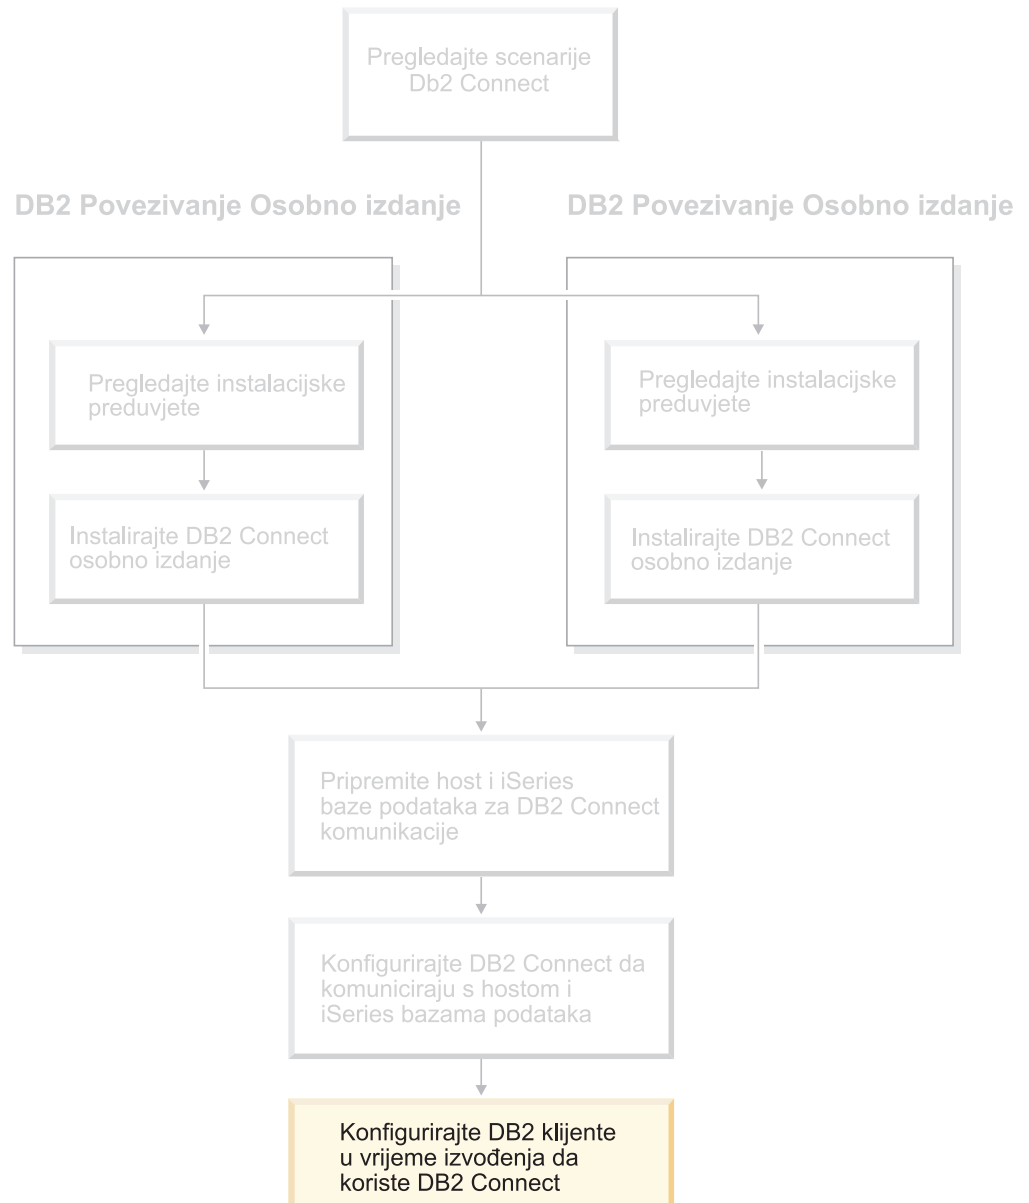 Pregledajte scenarije
Db2 Connect
DB2 Povezivanje Osobno izdanje
DB2 Povezivanje Osobno izdanje
Pregledajte instalacijske
preduvjete
Pregledajte instalacijske
preduvjete
Instalirajte DB2 Connect
osobno izdanje
Instalirajte DB2 Connect
osobno izdanje
Pripremite host i iSeries
baze podataka za DB2 Connect
komunikacije
Konfigurirajte DB2 Connect da
komuniciraju s hostom i
iSeries bazama podataka
Konfigurirajte DB2 klijente
u vrijeme izvođenja da
koriste DB2 Connect